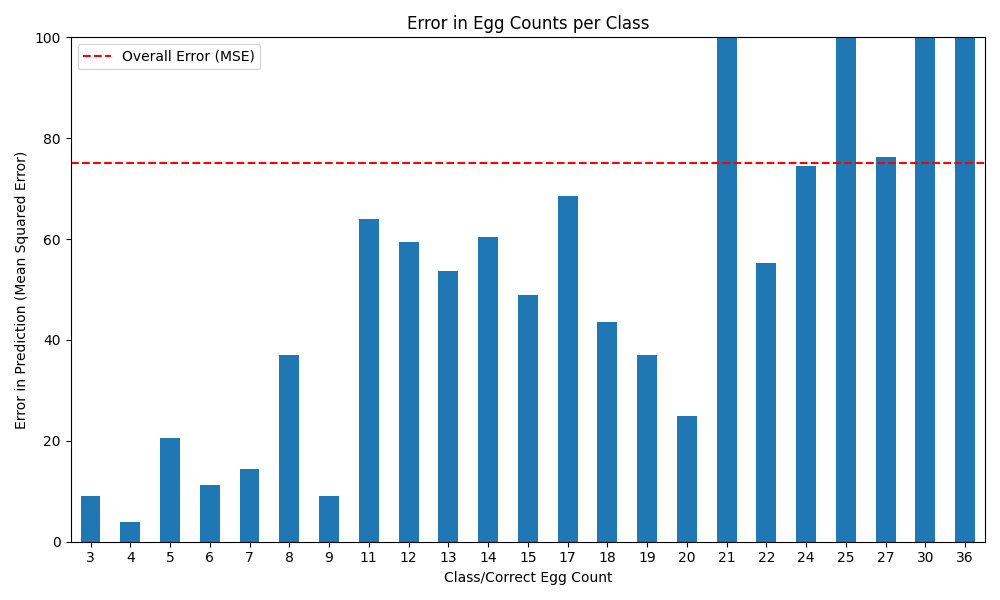 Error in Egg Counts per Class
Overall Error (MSE)
Error in Prediction (Mean Squared Error)
100
80
60
40
20
0
3 4 5 6 7 8 9 11 12 13 14 15 17 18 19 20 21 22 24 25 27 30 36
Class/Correct Egg Count